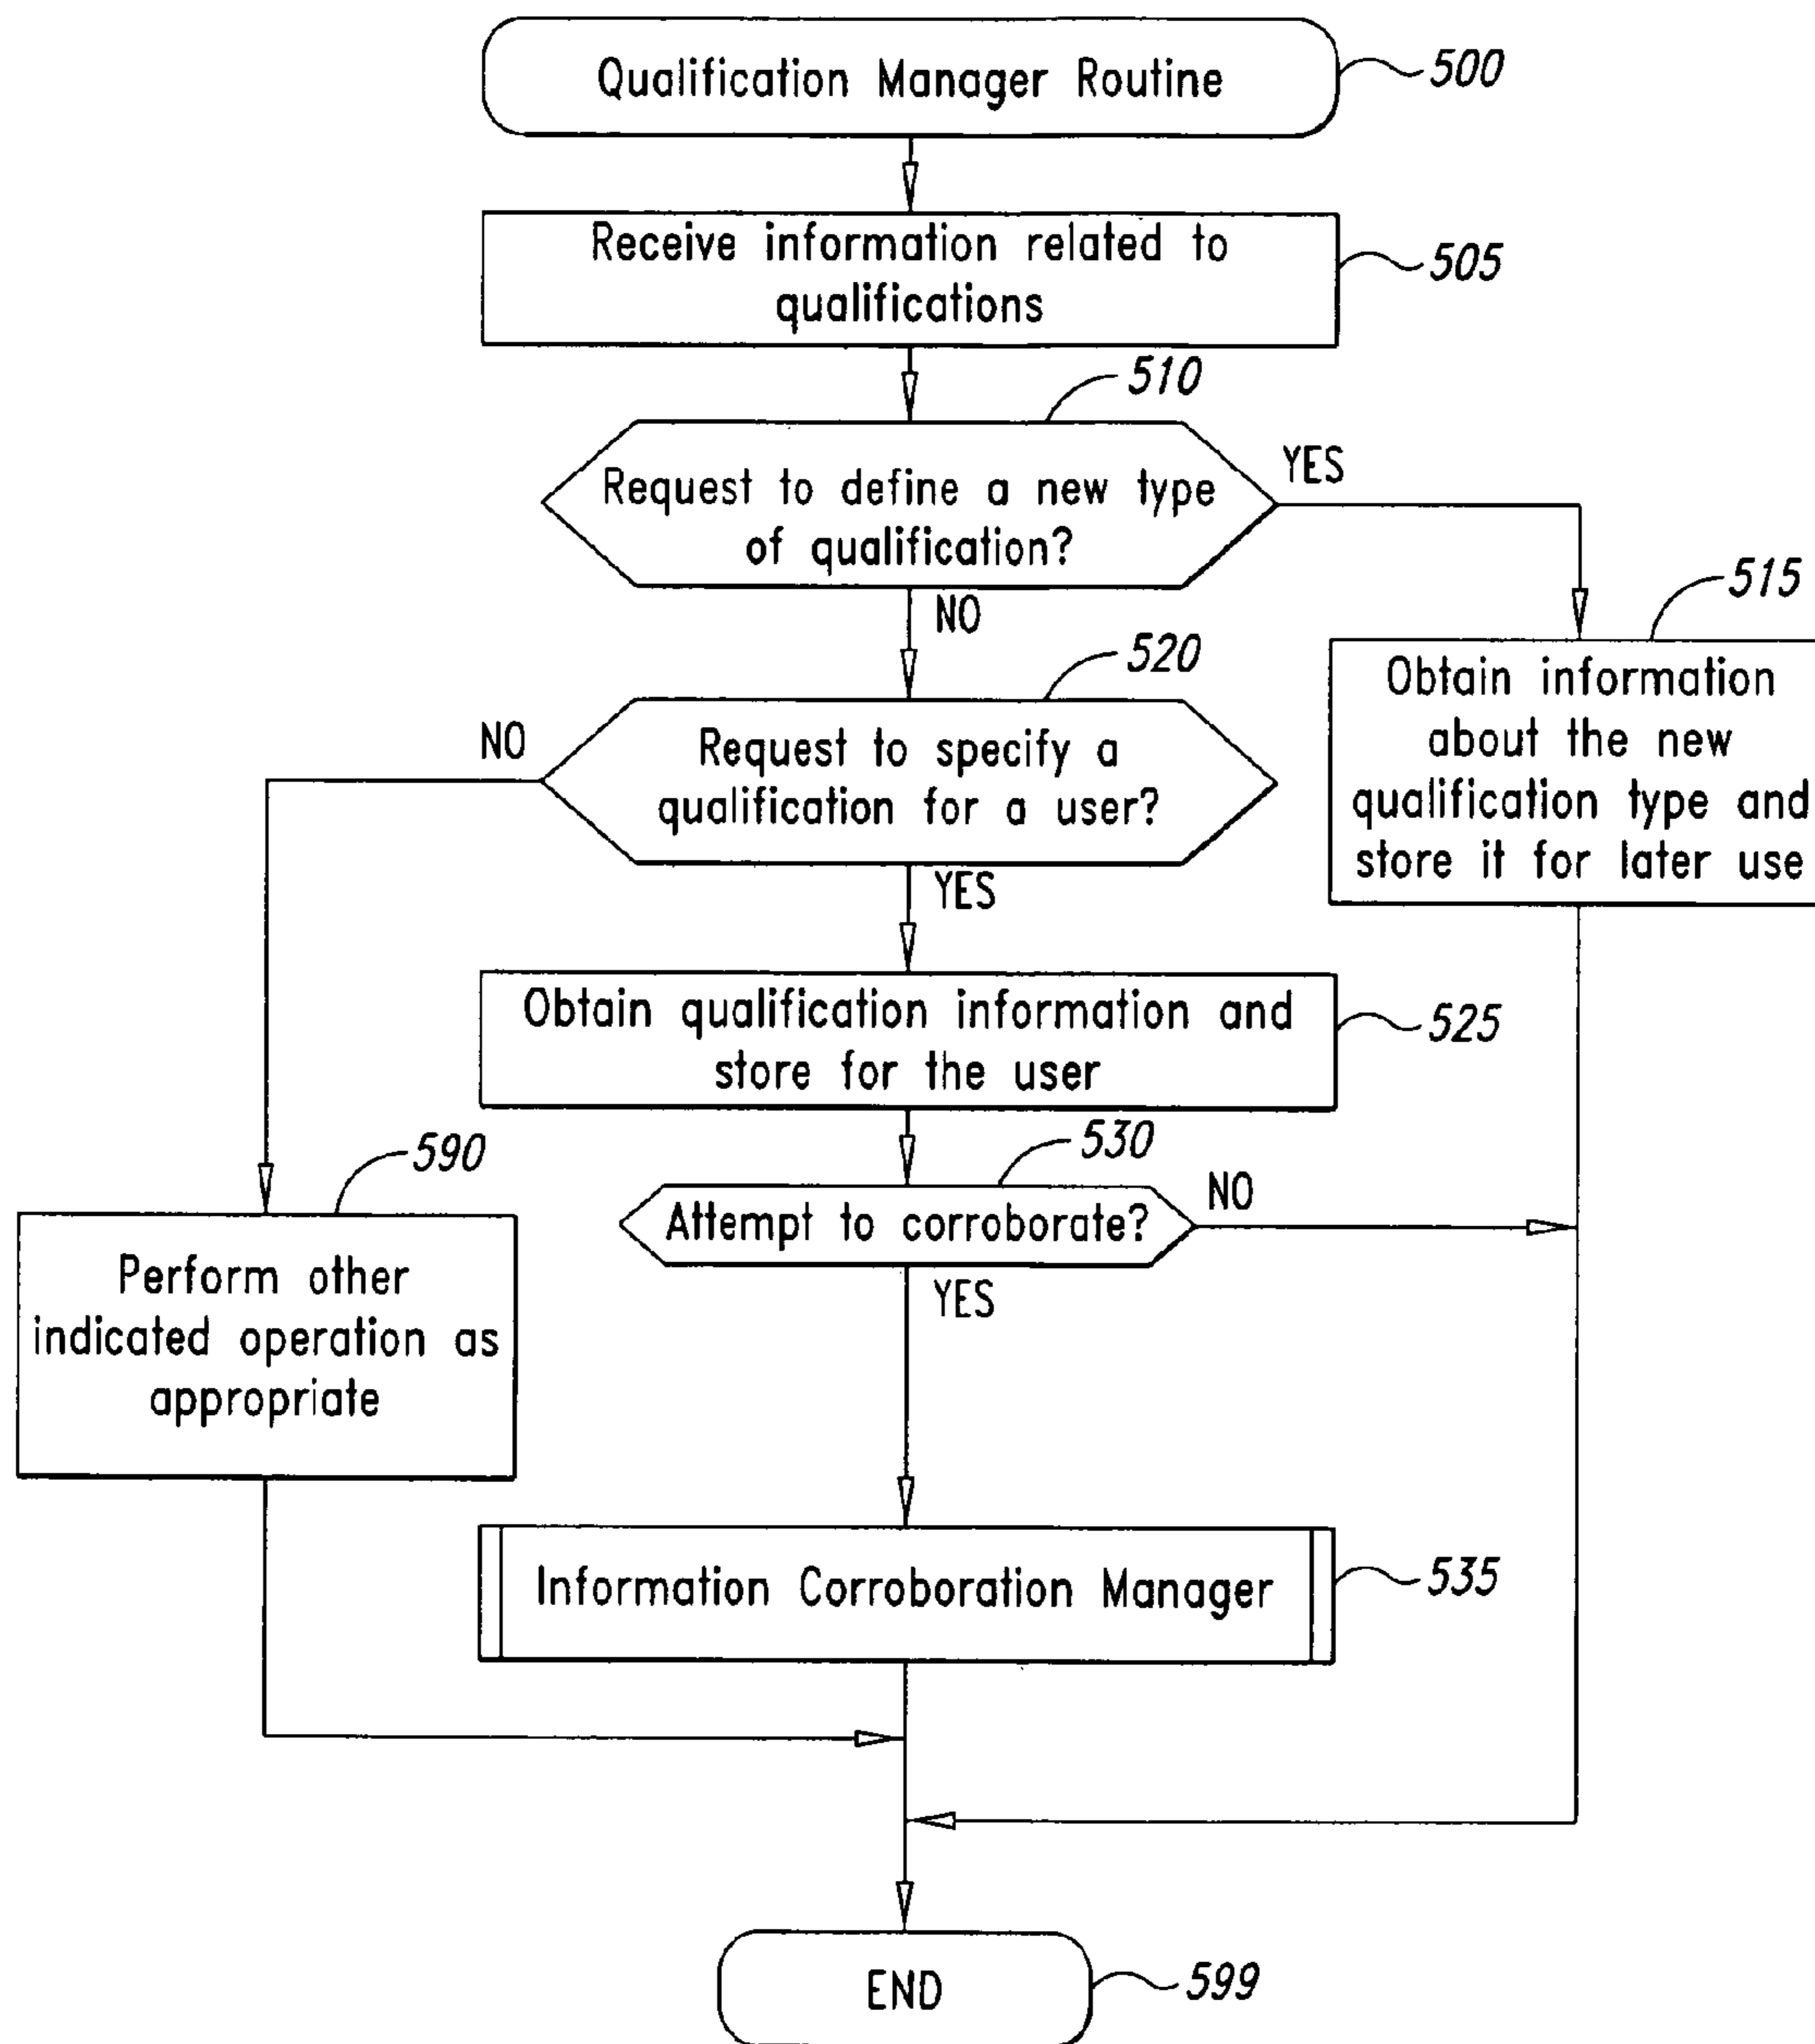 Qualification Manager Routine
500
Receive information related to
qualifications
505
510
Request to define a new type
of qualification?
YES
NO
515
Obtain information
about the new
qualification type and
store it for later use
520
Request to specify a
qualification for a user?
NO
YES
Obtain qualification information and
store for the user
525
530
Attempt to corroborate?
NO
YES
590
Perform other
indicated operation as
appropriate
Information Corroboration Manager
535
END
599